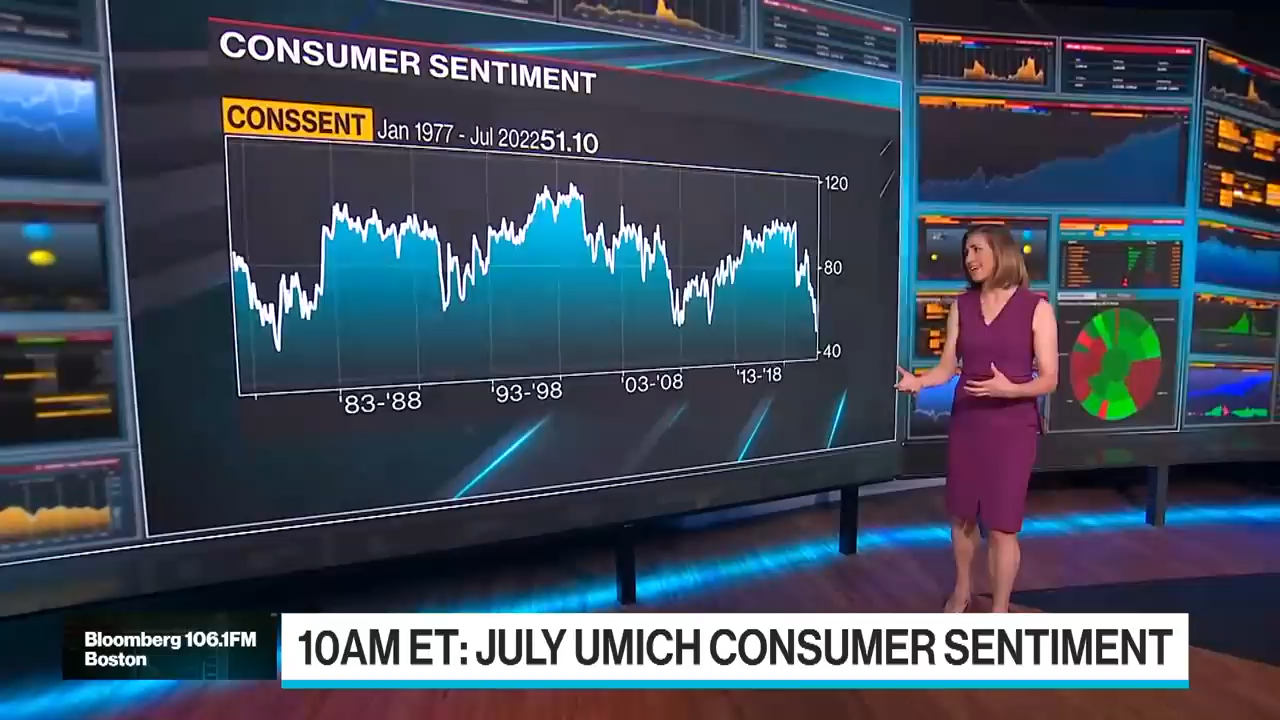 CONSUMER SENTIMENT
CONSSENT Jan 1977 - Jul 2022 51.10
120
80
40
'83-'88
'93-'98
'03-'08
'13-'18
Bloomberg 106.1FM
Boston
10AM ET: JULY UMICH CONSUMER SENTIMENT